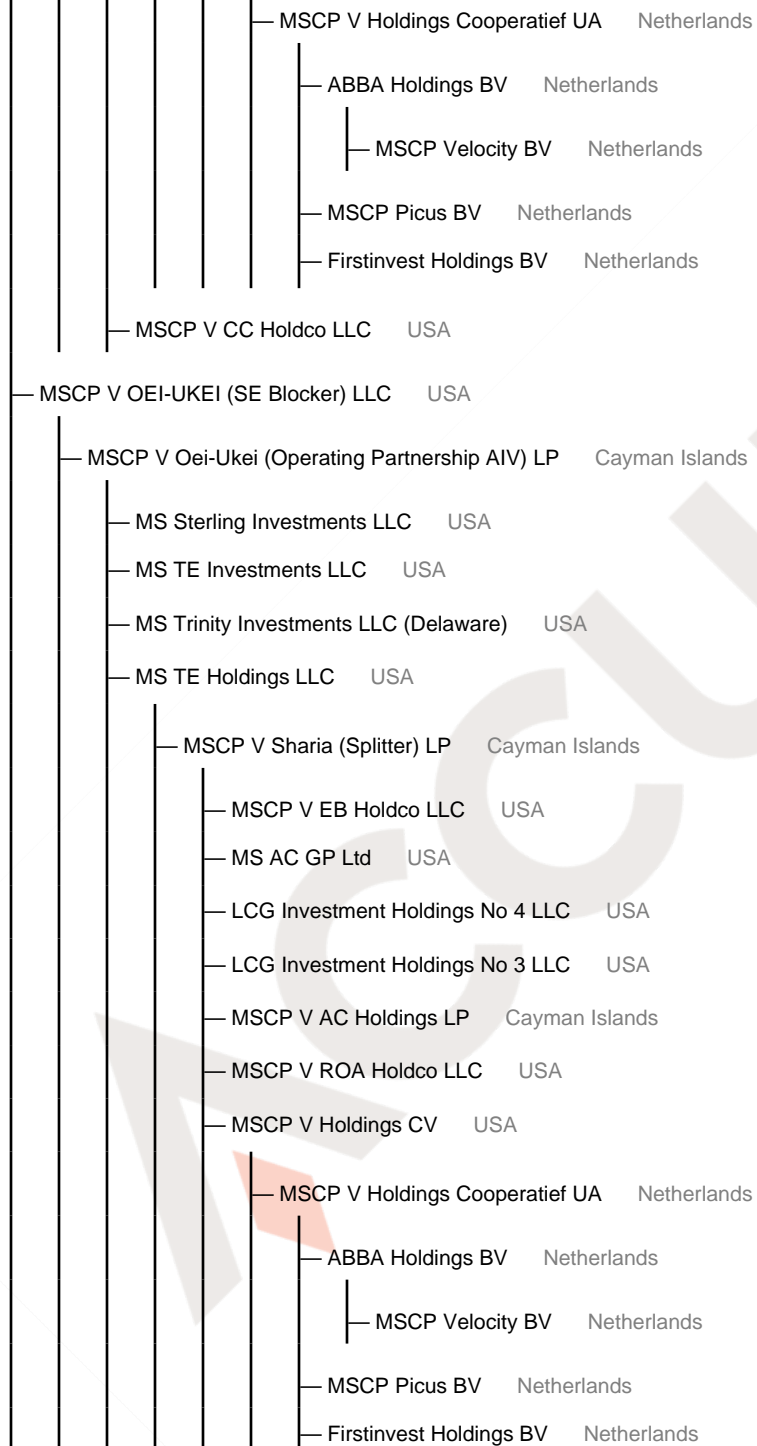 MSCP V Holdings Cooperatief UA Netherlands
ABBA Holdings BV Netherlands
MSCP Velocity BV Netherlands
MSCP Picus BV Netherlands
Firstinvest Holdings BV Netherlands
MSCP V CC Holdco LLC USA
MSCP V OEI-UKEI (SE Blocker) LLC USA
MSCP V Oei-Ukei (Operating Partnership AIV) LP Cayman Islands
MS Sterling Investments LLC USA
MS TE Investments LLC USA
MS Trinity Investments LLC (Delaware) USA
MS TE Holdings LLC USA
MSCP V Sharia (Splitter) LP Cayman Islands
MSCP V EB Holdco LLC USA
MS AC GP Ltd USA
LCG Investment Holdings No 4 LLC USA
LCG Investment Holdings No 3 LLC USA
MSCP V AC Holdings LP Cayman Islands
MSCP V ROA Holdco LLC USA
MSCP V Holdings CV USA
MSCP V Holdings Cooperatief UA Netherlands
ABBA Holdings BV Netherlands
MSCP Velocity BV Netherlands
MSCP Picus BV Netherlands
Firstinvest Holdings BV Netherlands